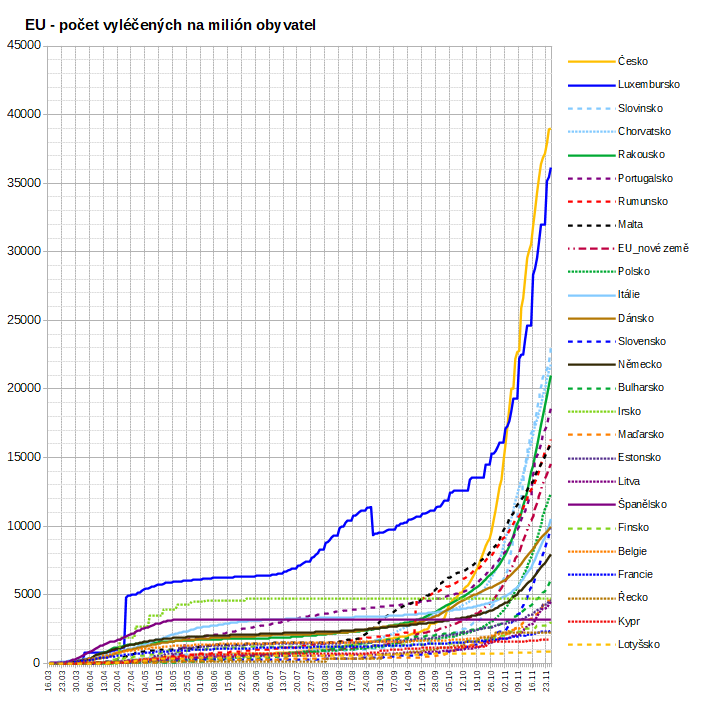 EU - počet vyléčených na milión obyvatel
45000
40000
35000
30000
25000
20000
15000
10000
5000
0
16.03 23.03 30.03 06.04 13.04 20.04 27.04 04.05 11.05 18.05 25.05 01.06 08.06 15.06 22.06 29.06 06.07 13.07 20.07 27.07 03.08 10.08 17.08 24.08 31.08 07.09 14.09 21.09 28.09 05.10 12.10 19.10 26.10 02.11 09.11 16.11 23.11
Česko
Luxembursko
Slovinsko
Chorvatsko
Rakousko
Portugalsko
Rumunsko
Malta
EU_nové země
Polsko
Itálie
Dánsko
Slovensko
Německo
Bulharsko
Irsko
Maďarsko
Estonsko
Litva
Španělsko
Finsko
Belgie
Francie
Řecko
Kypr
Lotyšsko